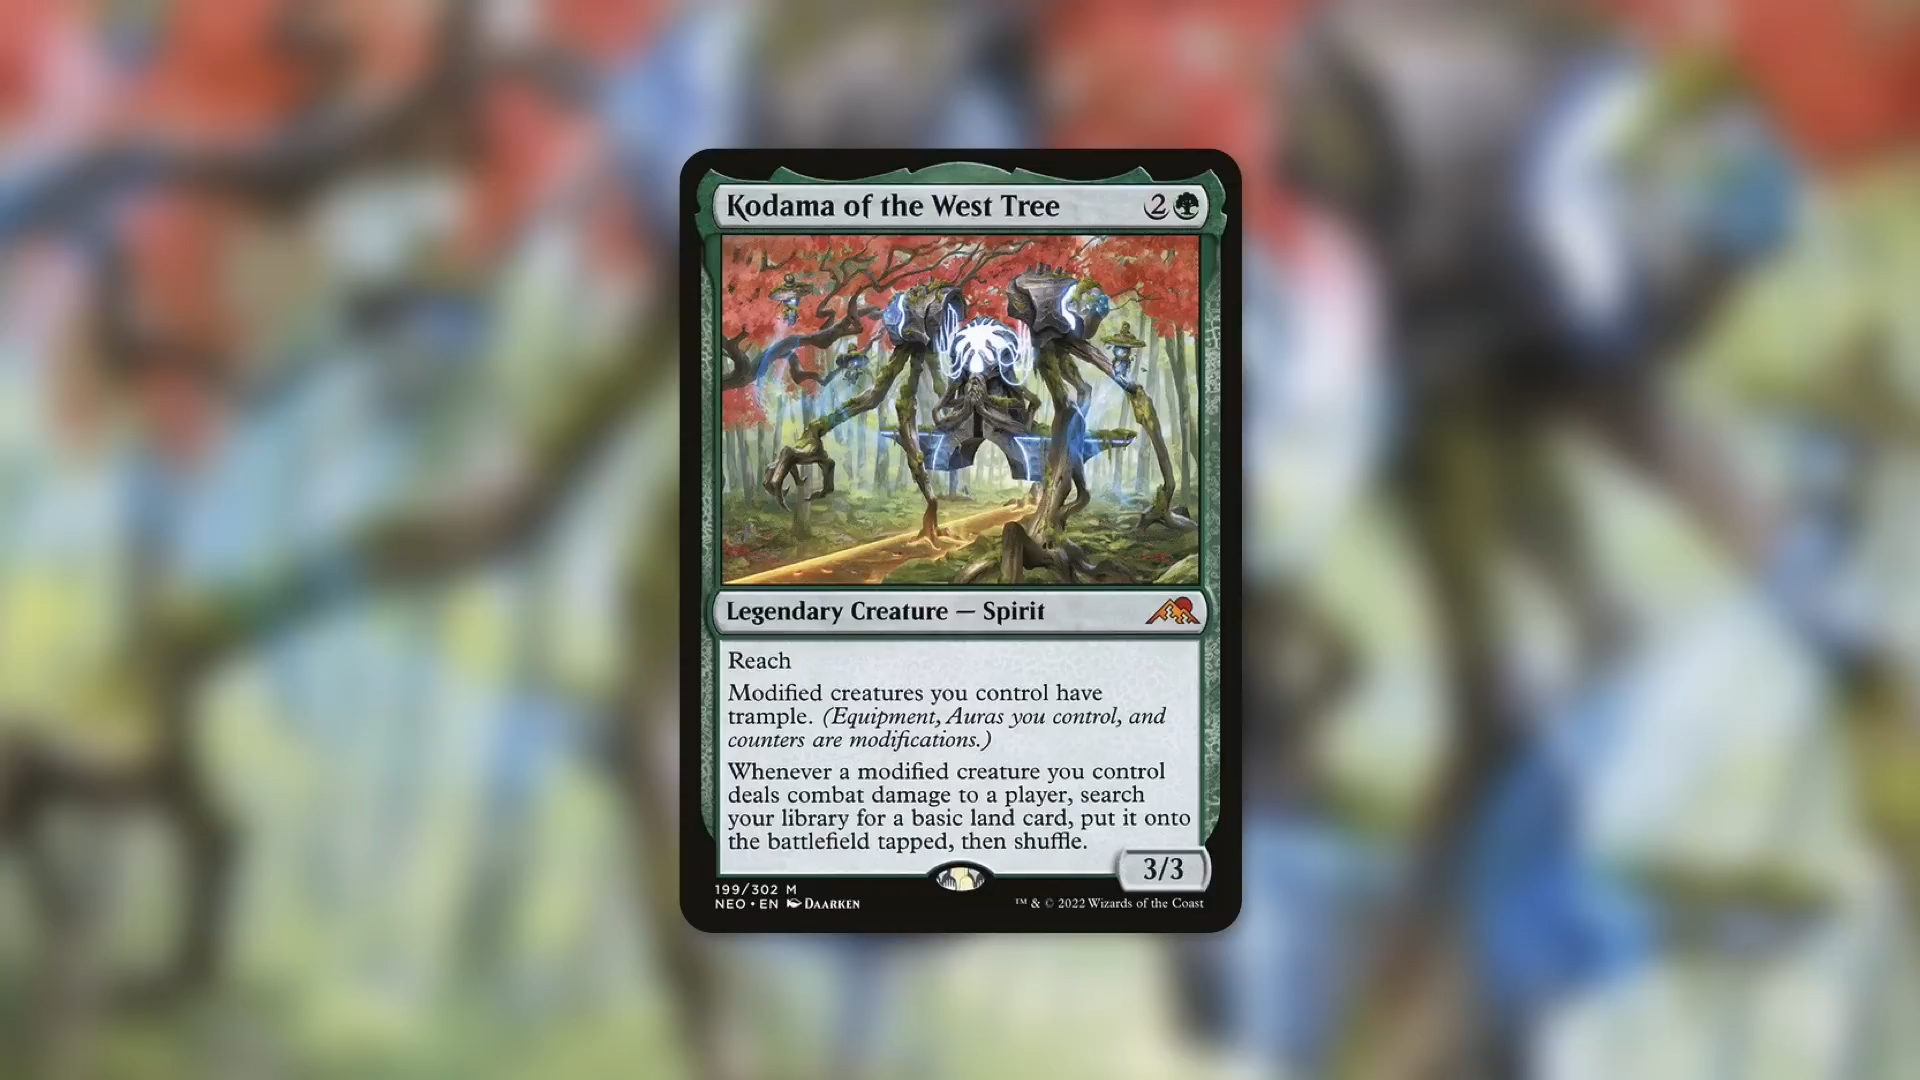 Kodama of the West Tree 2
Legendary Creature — Spirit
Reach
Modified creatures you control have
trample. (Equipment, Auras you control, and
counters are modifications.)
Whenever a modified creature you control
deals combat damage to a player, search
your library for a basic land card, put it onto
the battlefield tapped, then shuffle.
3/3
199/302 M
NEO • EN DAARKEN
™ & © 2022 Wizards of the Coast